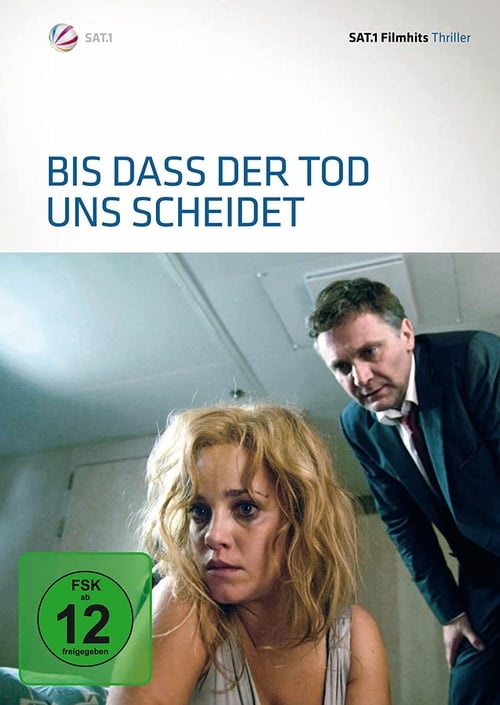 SAT.1
SAT.1 Filmhits Thriller
BIS DASS DER TOD
UNS SCHEIDET
FSK
ab
12
freigegeben